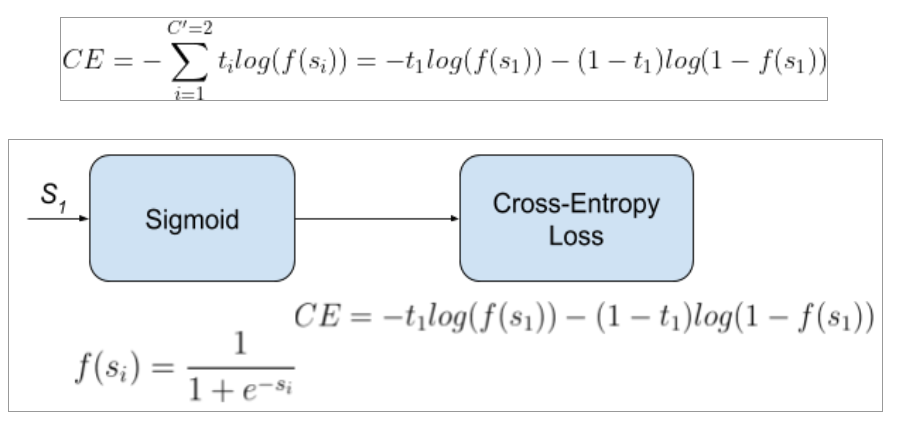 CE = -\sum_{i=1}^{C'=2} t_i log(f(s_i)) = -t_1 log(f(s_1)) - (1 - t_1)log(1 - f(s_1))
S_1
Sigmoid
Cross-Entropy
Loss
CE = -t_1 log(f(s_1)) - (1 - t_1)log(1 - f(s_1))
f(s_i) = \frac{1}{1 + e^{-s_i}}